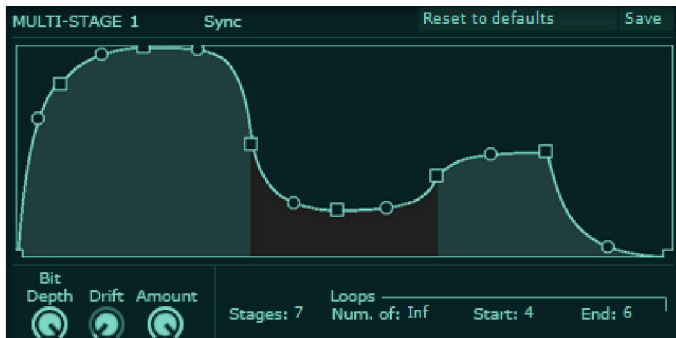 MULTI-STAGE 1 Sync Reset to defaults Save
Bit
Depth Drift Amount
Loops
Stages: 7 Num. of: Inf Start: 4 End: 6